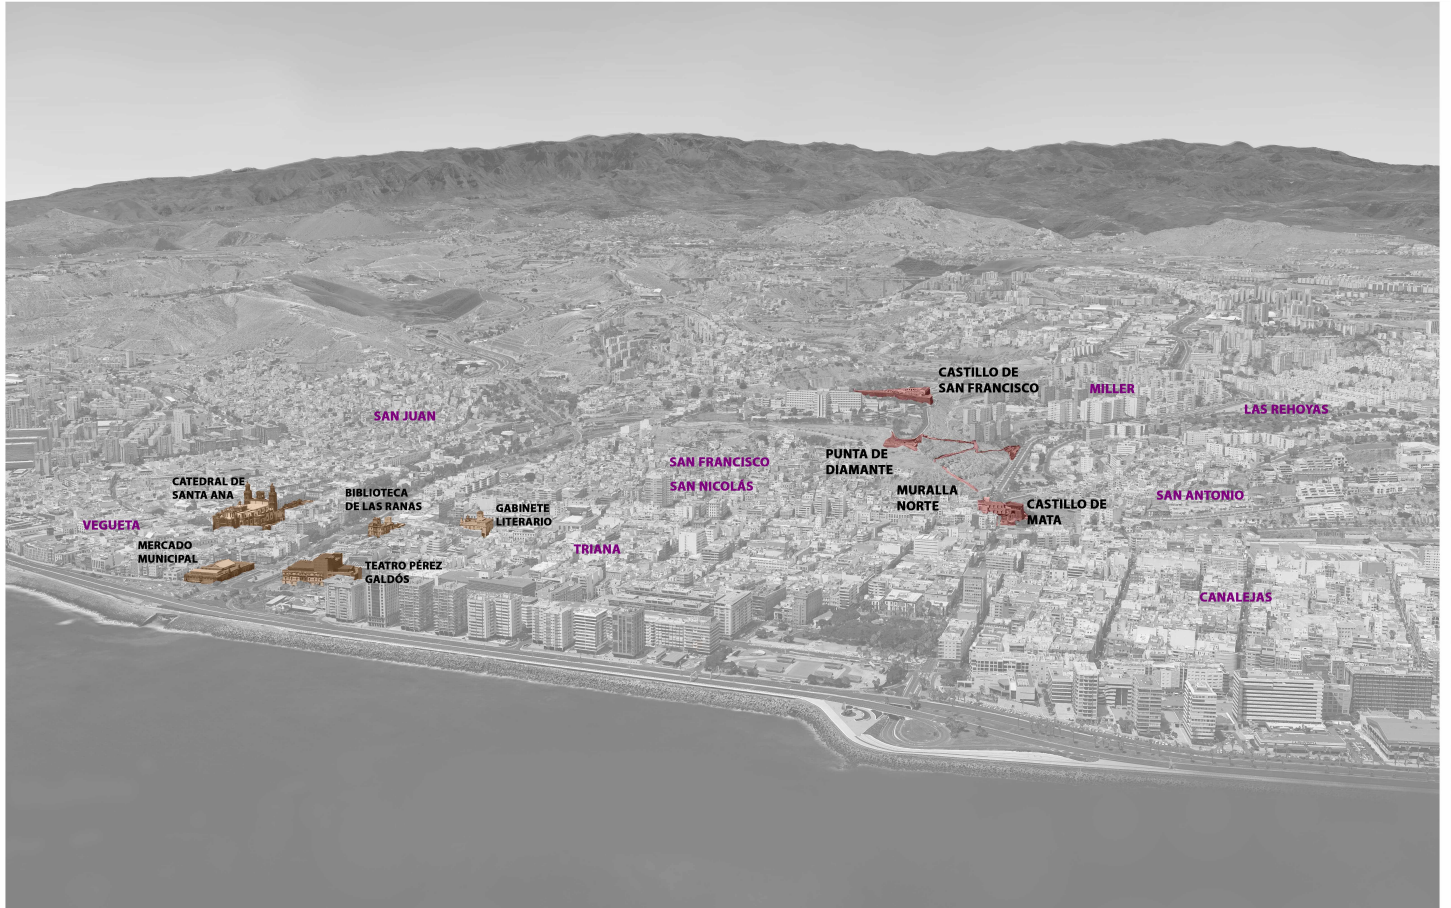 CASTILLO DE
SAN FRANCISCO
MILLER
LAS REHOYAS
SAN JUAN
PUNTA DE
DIAMANTE
SAN FRANCISCO
SAN NICOLÁS
CATEDRAL DE
SANTA ANA
BIBLIOTECA
DE LAS RANAS
GABINETE
LITERARIO
MURALLA
NORTE
CASTILLO DE
MATA
SAN ANTONIO
VEGUETA
MERCADO
MUNICIPAL
TRIANA
TEATRO PÉREZ
GALDÓS
CANALEJAS